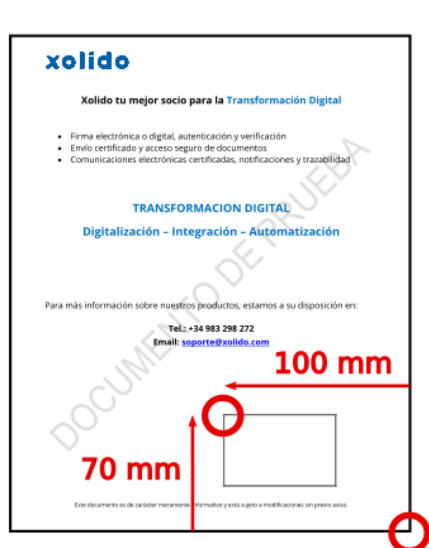 xolido
Xolido tu mejor socio para la Transformación Digital
• Firma electrónica o digital, autenticación y verificación
• Envío certificado y acceso seguro de documentos
• Comunicaciones electrónicas certificadas, notificaciones y trazabilidad
DOCUMENTO DE PRUEBA
TRANSFORMACION DIGITAL
Digitalización – Integración – Automatización
Para más información sobre nuestros productos, estamos a su disposición en:
Tel.: +34 983 298 272
Email: soporte@xolido.com
100 mm
70 mm
Este documento es de carácter meramente informativo y está sujeto a modificaciones sin previo aviso.